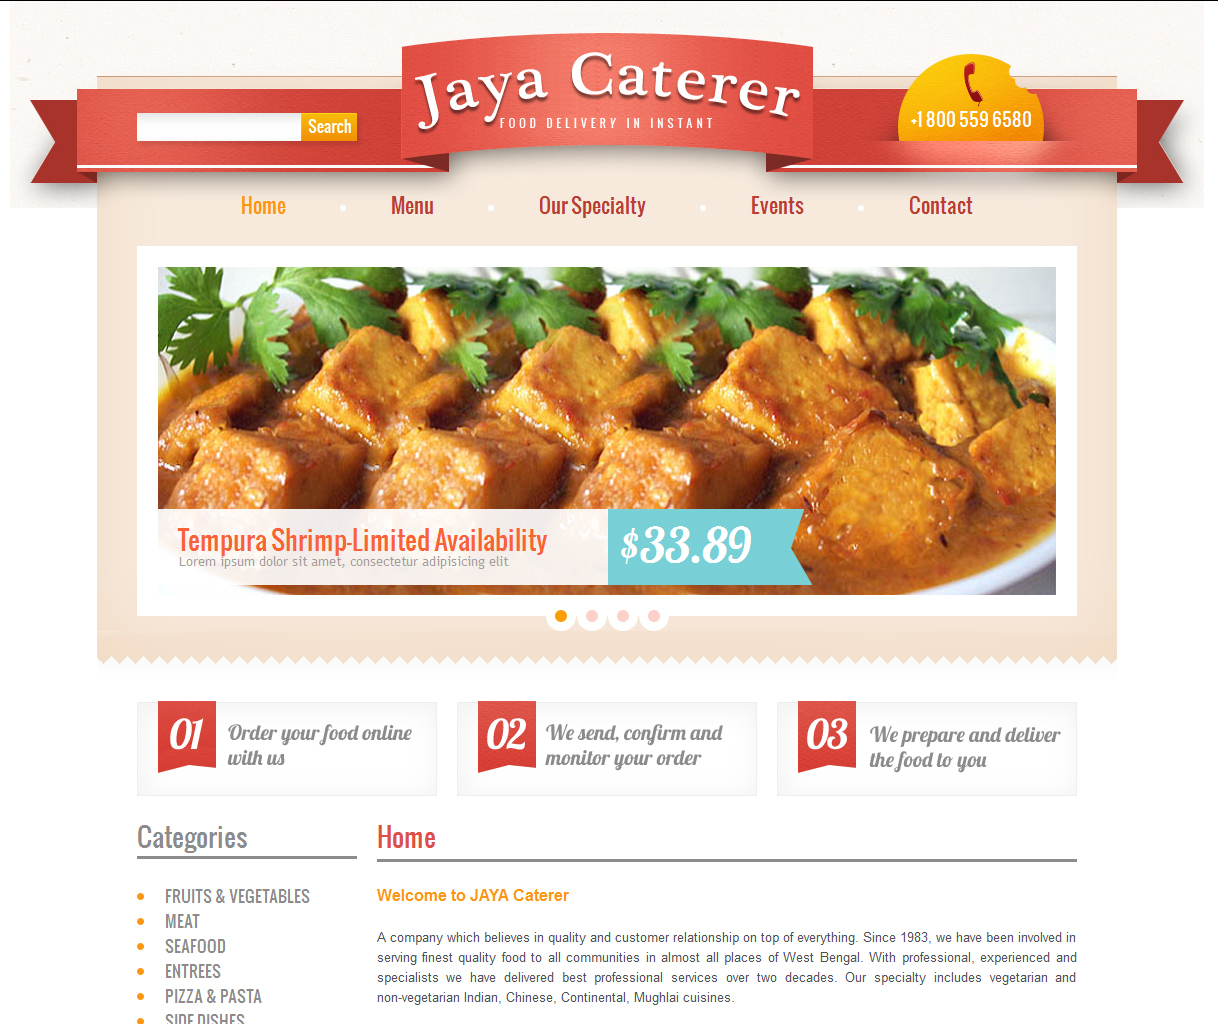 Jaya Caterer
FOOD DELIVERY IN INSTANT
Search
+1 800 559 6580
Home
Menu
Our Specialty
Events
Contact
Tempura Shrimp-Limited Availability
Lorem ipsum dolor sit amet, consectetur adipisicing elit
$33.89
01
Order your food online
with us
02
We send, confirm and
monitor your order
03
We prepare and deliver
the food to you
Categories
FRUITS & VEGETABLES
MEAT
SEAFOOD
ENTREES
PIZZA & PASTA
SIDE DISHES
Home
Welcome to JAYA Caterer
A company which believes in quality and customer relationship on top of everything. Since 1983, we have been involved in
serving finest quality food to all communities in almost all places of West Bengal. With professional, experienced and
specialists we have delivered best professional services over two decades. Our specialty includes vegetarian and
non-vegetarian Indian, Chinese, Continental, Mughlai cuisines.